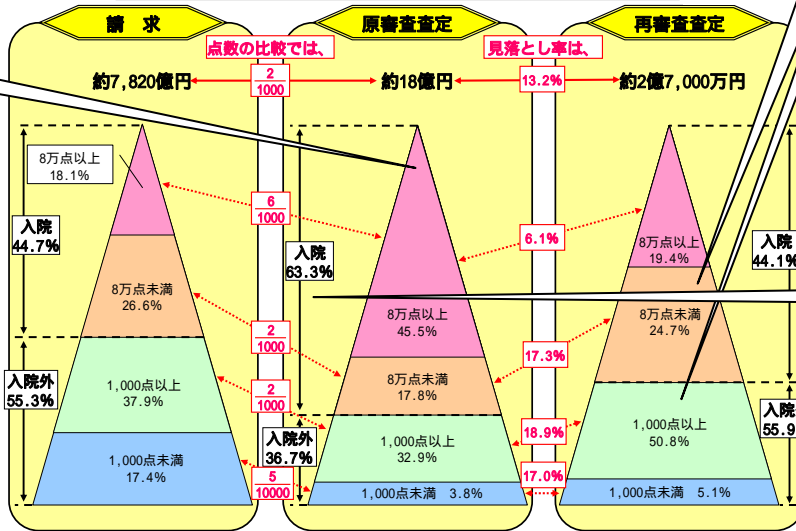 請　求
原審査査定
再審査査定
点数の比較では、
見落とし率は、
約7,820億円
2
1000
約18億円
13.2%
約2億7,000万円
8万点以上
18.1%
入院
44.7%
8万点未満
26.6%
入院外
55.3%
1,000点以上
37.9%
1,000点未満
17.4%
6
1000
2
1000
2
1000
5
10000
入院
63.3%
8万点以上
45.5%
8万点未満
17.8%
入院外
36.7%
1,000点以上
32.9%
1,000点未満　3.8%
6.1%
17.3%
18.9%
17.0%
8万点以上
19.4%
入院
44.1%
8万点未満
24.7%
1,000点以上
50.8%
入院
55.9
1,000点未満　5.1%